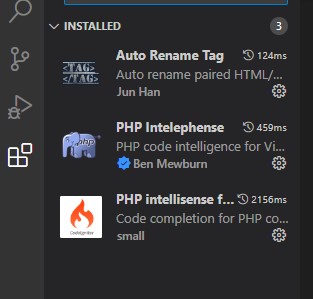 INSTALLED 3
Auto Rename Tag 124ms
Auto rename paired HTML/...
Jun Han
<TAG>
</TAG>
PHP Intelephense 459ms
PHP code intelligence for Vi...
Ben Mewburn
php
PHP intellisense f... 2156ms
Code completion for PHP co...
small
CodeIgniter